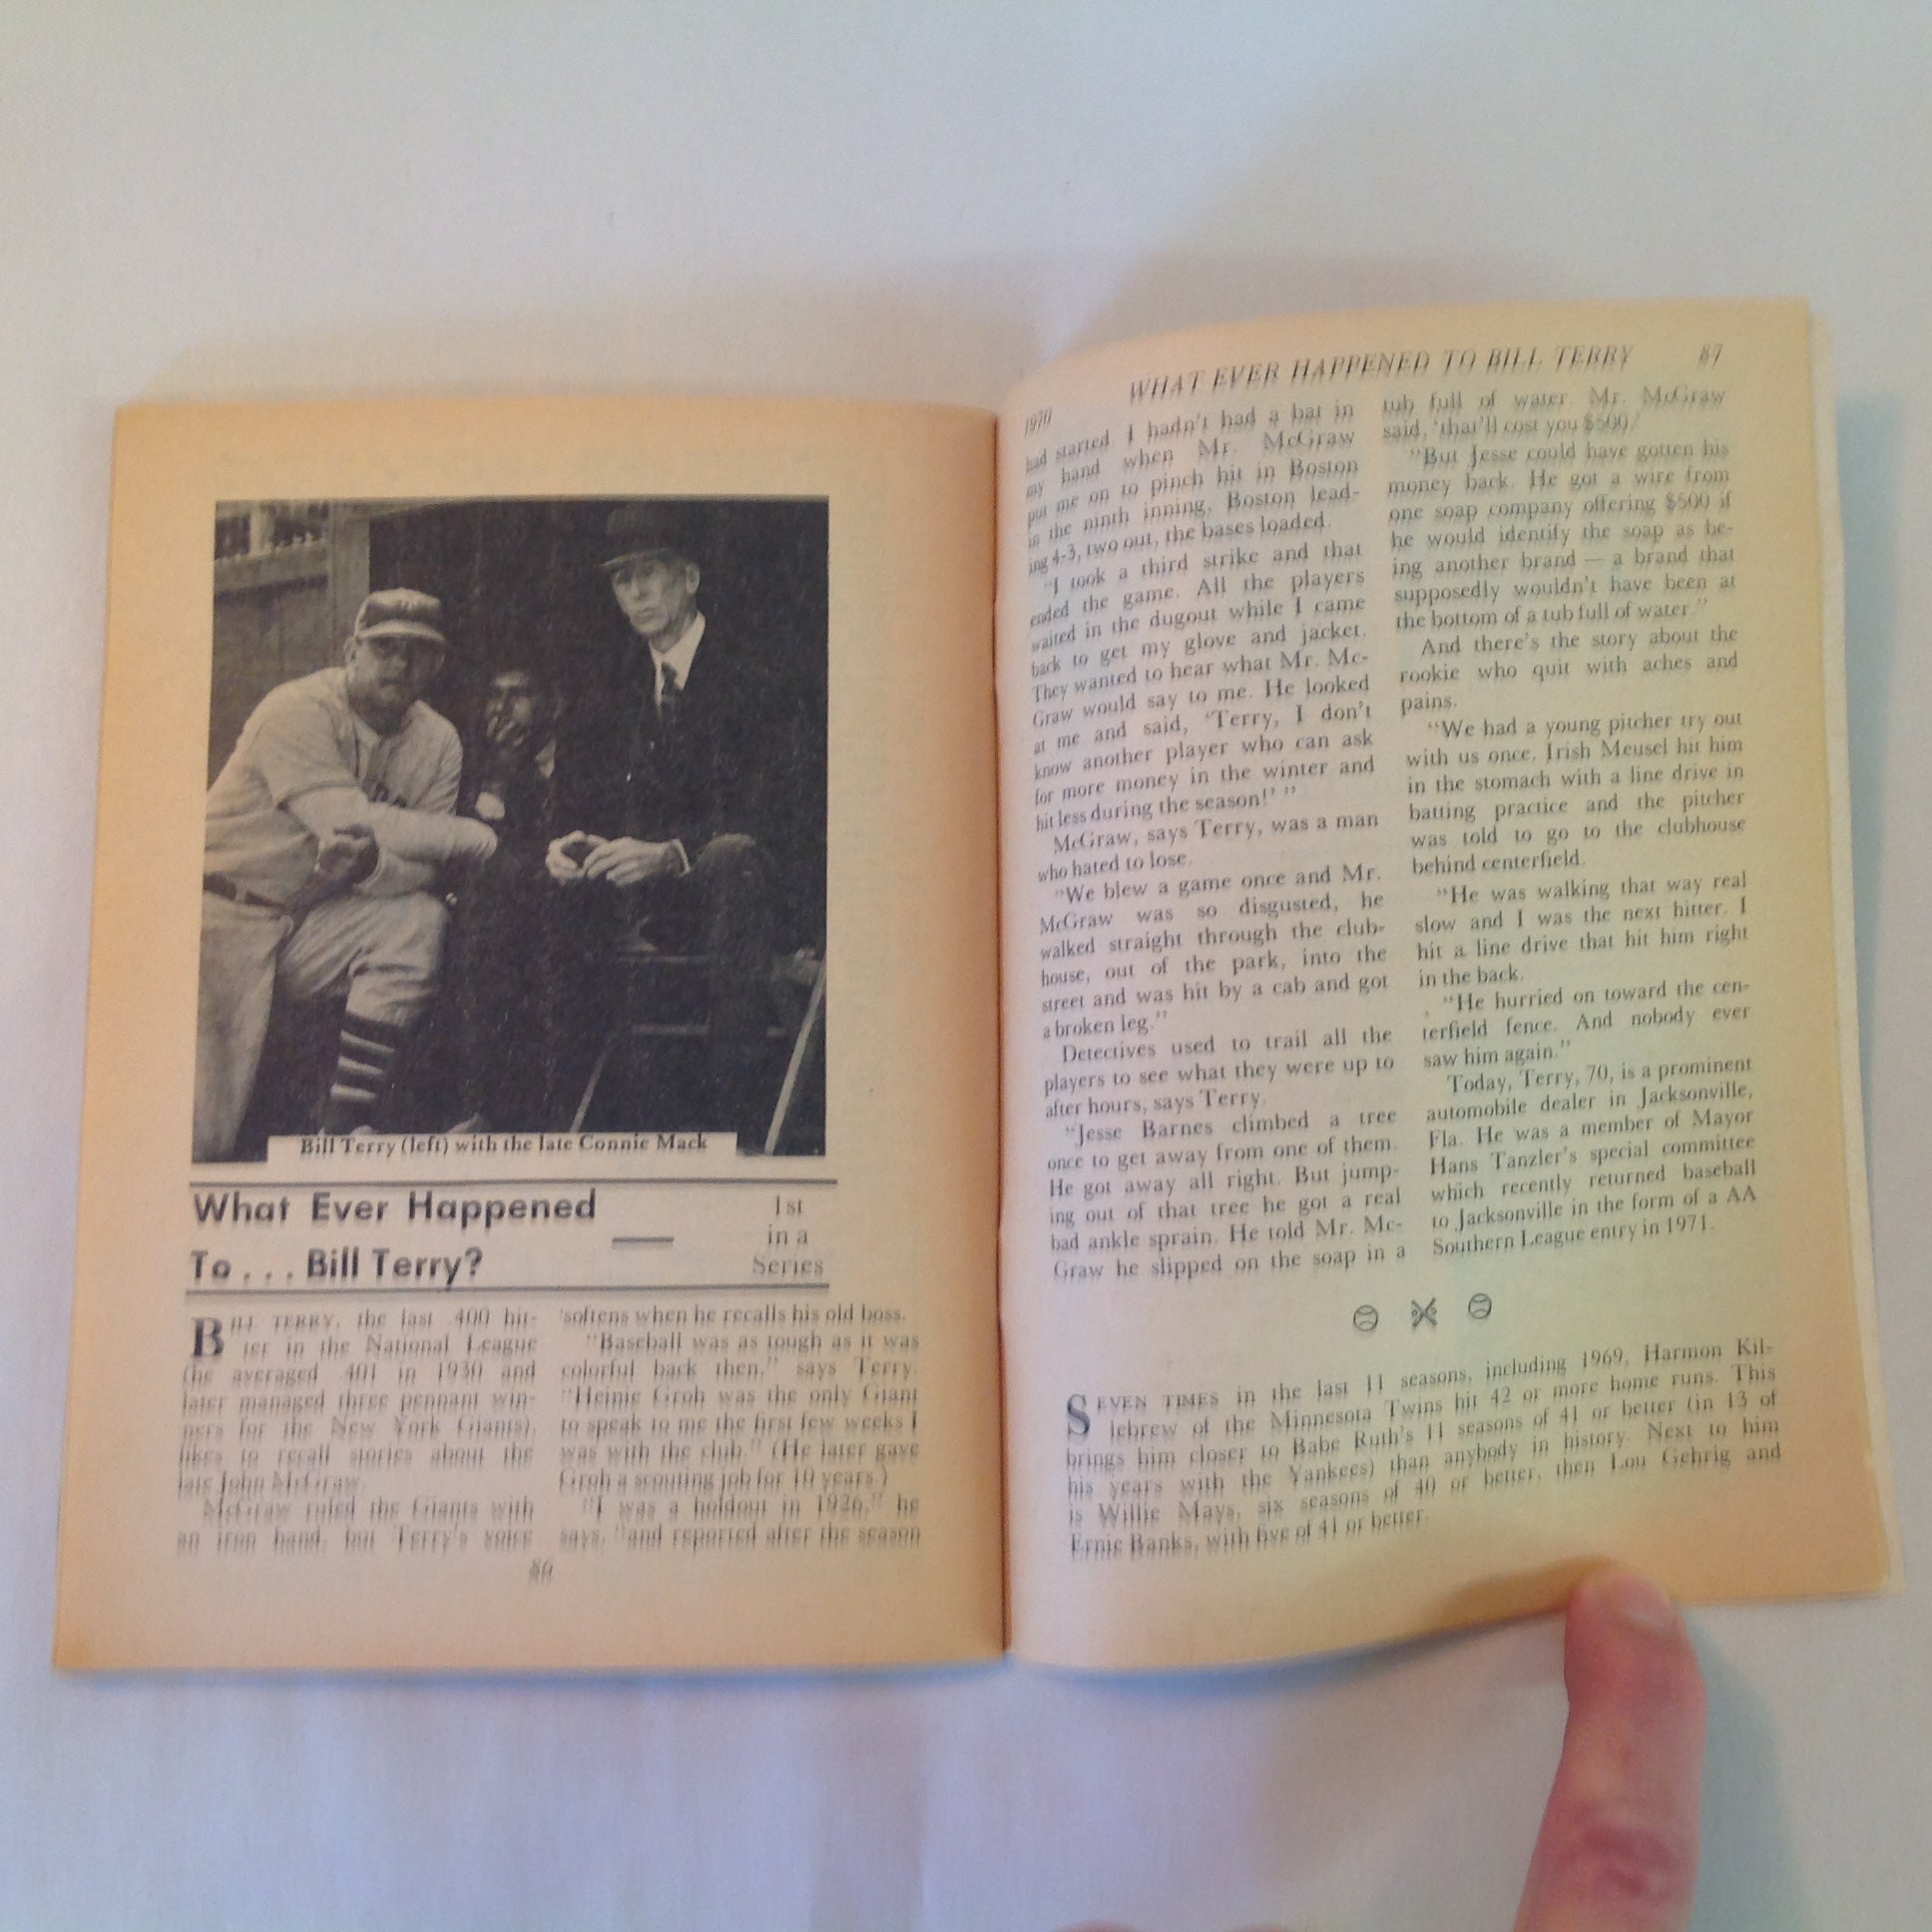 Bill Terry (left) with the late Connie Mack
What Ever Happened
To . . . Bill Terry?
1st
in a
Series
BILL TERRY, the last .400 hit-
ter in the National League
(he averaged .401 in 1930 and
later managed three pennant win-
ners for the New York Giants),
likes to recall stories about the
late John McGraw.
McGraw ruled the Giants with
an iron hand, but Terry's voice
softens when he recalls his old boss.
"Baseball was as tough as it was
colorful back then," says Terry.
"Heinie Groh was the only Giant
to speak to me the first few weeks I
was with the club." (He later gave
Groh a scouting job for 10 years.)
"I was a holdout in 1926," he
says, "and reported after the season
86
1970
WHAT EVER HAPPENED TO BILL TERRY
87
had started. I hadn't had a bat in
my hand when Mr. McGraw
put me on to pinch hit in Boston
in the ninth inning, Boston lead-
ing 4-3, two out, the bases loaded.
"I took a third strike and that
ended the game. All the players
waited in the dugout while I came
back to get my glove and jacket.
They wanted to hear what Mr. Mc-
Graw would say to me. He looked
at me and said, 'Terry, I don't
know another player who can ask
for more money in the winter and
hit less during the season!' "
McGraw, says Terry, was a man
who hated to lose.
"We blew a game once and Mr.
McGraw was so disgusted, he
walked straight through the club-
house, out of the park, into the
street and was hit by a cab and got
a broken leg."
Detectives used to trail all the
players to see what they were up to
after hours, says Terry.
"Jesse Barnes climbed a tree
once to get away from one of them.
He got away all right. But jump-
ing out of that tree he got a real
bad ankle sprain. He told Mr. Mc-
Graw he slipped on the soap in a
tub full of water. Mr. McGraw
said, 'that'll cost you $500.'
"But Jesse could have gotten his
money back. He got a wire from
one soap company offering $500 if
he would identify the soap as be-
ing another brand — a brand that
supposedly wouldn't have been at
the bottom of a tub full of water."
And there's the story about the
rookie who quit with aches and
pains.
"We had a young pitcher try out
with us once. Irish Meusel hit him
in the stomach with a line drive in
batting practice and the pitcher
was told to go to the clubhouse
behind centerfield.
"He was walking that way real
slow and I was the next hitter. I
hit a line drive that hit him right
in the back.
"He hurried on toward the cen-
terfield fence. And nobody ever
saw him again."
Today, Terry, 70, is a prominent
automobile dealer in Jacksonville,
Fla. He was a member of Mayor
Hans Tanzler's special committee
which recently returned baseball
to Jacksonville in the form of a AA
Southern League entry in 1971.
SEVEN TIMES in the last 11 seasons, including 1969, Harmon Kil-
lebrew of the Minnesota Twins hit 42 or more home runs. This
brings him closer to Babe Ruth's 11 seasons of 41 or better (in 13 of
his years with the Yankees) than anybody in history. Next to him
is Willie Mays, six seasons of 40 or better, then Lou Gehrig and
Ernie Banks, with five of 41 or better.